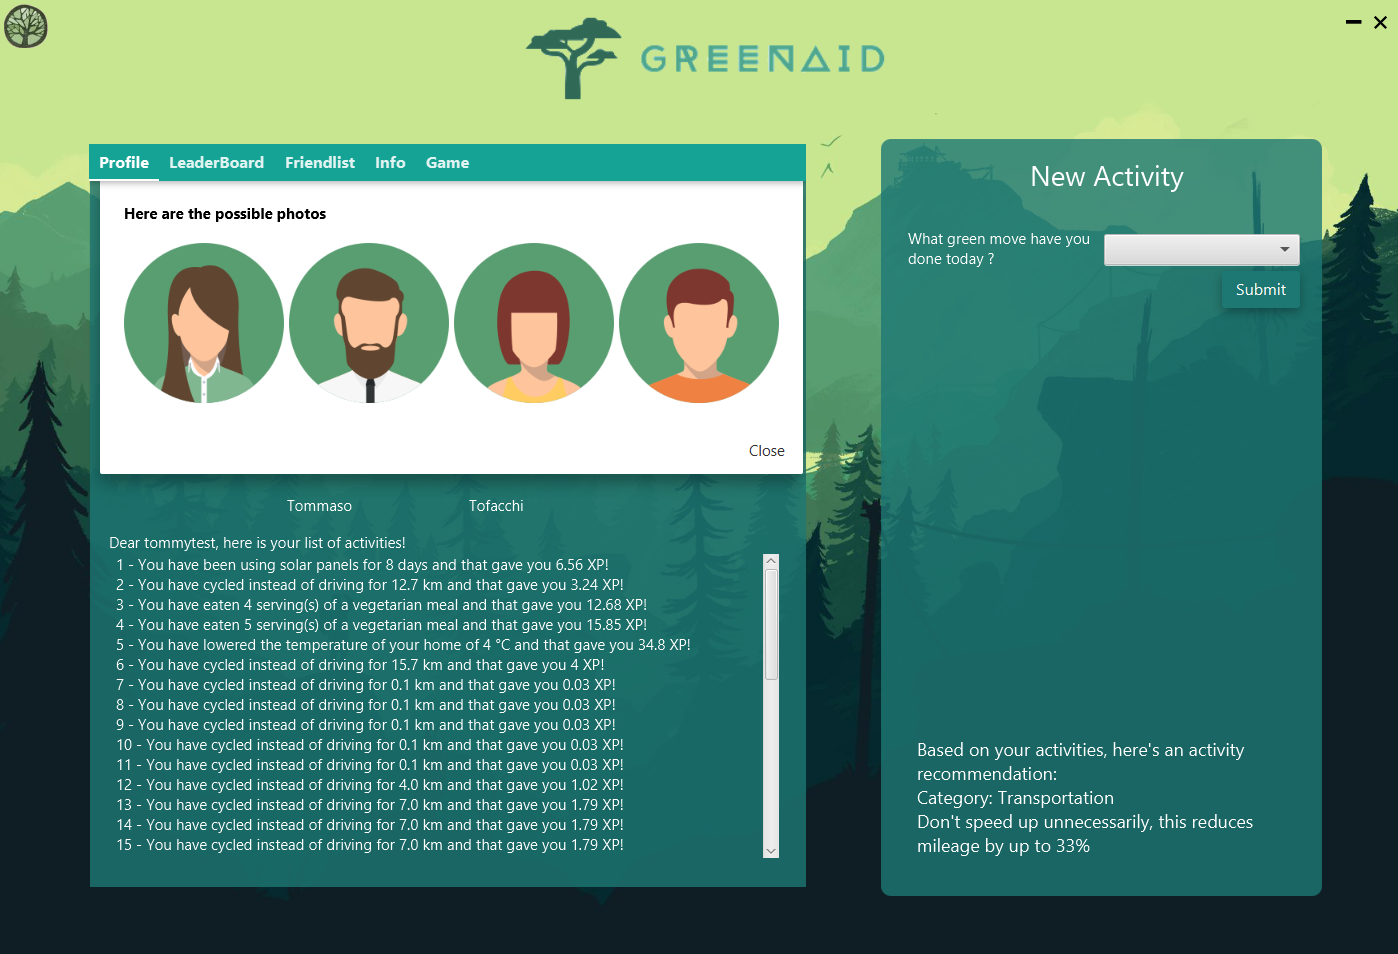 GREENAID
Profile LeaderBoard Friendlist Info Game
Here are the possible photos
Close
Tommaso Tofacchi
Dear tommytest, here is your list of activities!
1 - You have been using solar panels for 8 days and that gave you 6.56 XP!
2 - You have cycled instead of driving for 12.7 km and that gave you 3.24 XP!
3 - You have eaten 4 serving(s) of a vegetarian meal and that gave you 12.68 XP!
4 - You have eaten 5 serving(s) of a vegetarian meal and that gave you 15.85 XP!
5 - You have lowered the temperature of your home of 4 °C and that gave you 34.8 XP!
6 - You have cycled instead of driving for 15.7 km and that gave you 4 XP!
7 - You have cycled instead of driving for 0.1 km and that gave you 0.03 XP!
8 - You have cycled instead of driving for 0.1 km and that gave you 0.03 XP!
9 - You have cycled instead of driving for 0.1 km and that gave you 0.03 XP!
10 - You have cycled instead of driving for 0.1 km and that gave you 0.03 XP!
11 - You have cycled instead of driving for 0.1 km and that gave you 0.03 XP!
12 - You have cycled instead of driving for 4.0 km and that gave you 1.02 XP!
13 - You have cycled instead of driving for 7.0 km and that gave you 1.79 XP!
14 - You have cycled instead of driving for 7.0 km and that gave you 1.79 XP!
15 - You have cycled instead of driving for 7.0 km and that gave you 1.79 XP!
New Activity
What green move have you
done today ?
Submit
Based on your activities, here's an activity
recommendation:
Category: Transportation
Don't speed up unnecessarily, this reduces
mileage by up to 33%